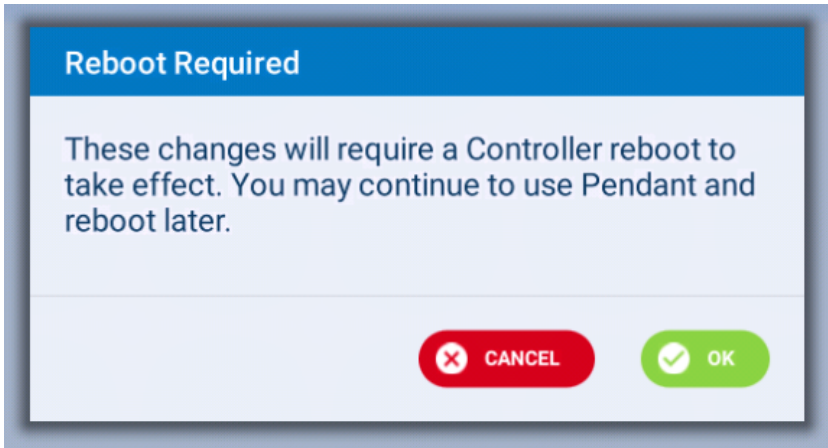 Reboot Required
These changes will require a Controller reboot to
take effect. You may continue to use Pendant and
reboot later.
CANCEL
OK